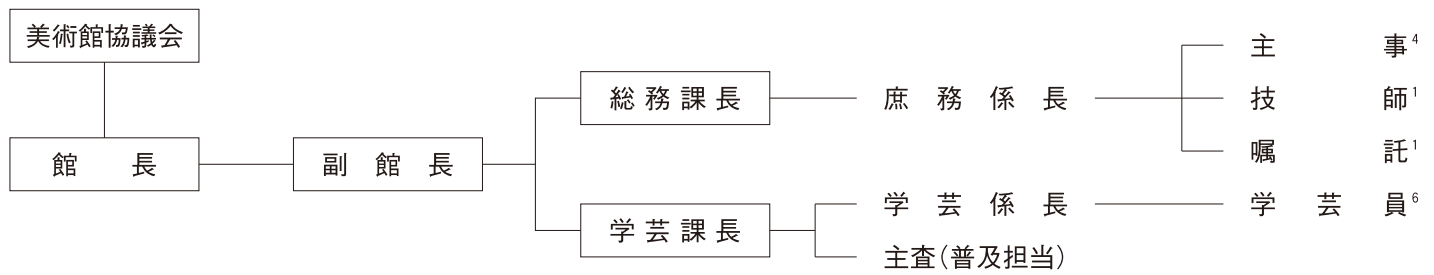 美術館協議会
館長
副館長
総務課長
庶務係長
主事4
技師1
嘱託1
学芸課長
学芸係長
学芸員6
主査（普及担当）